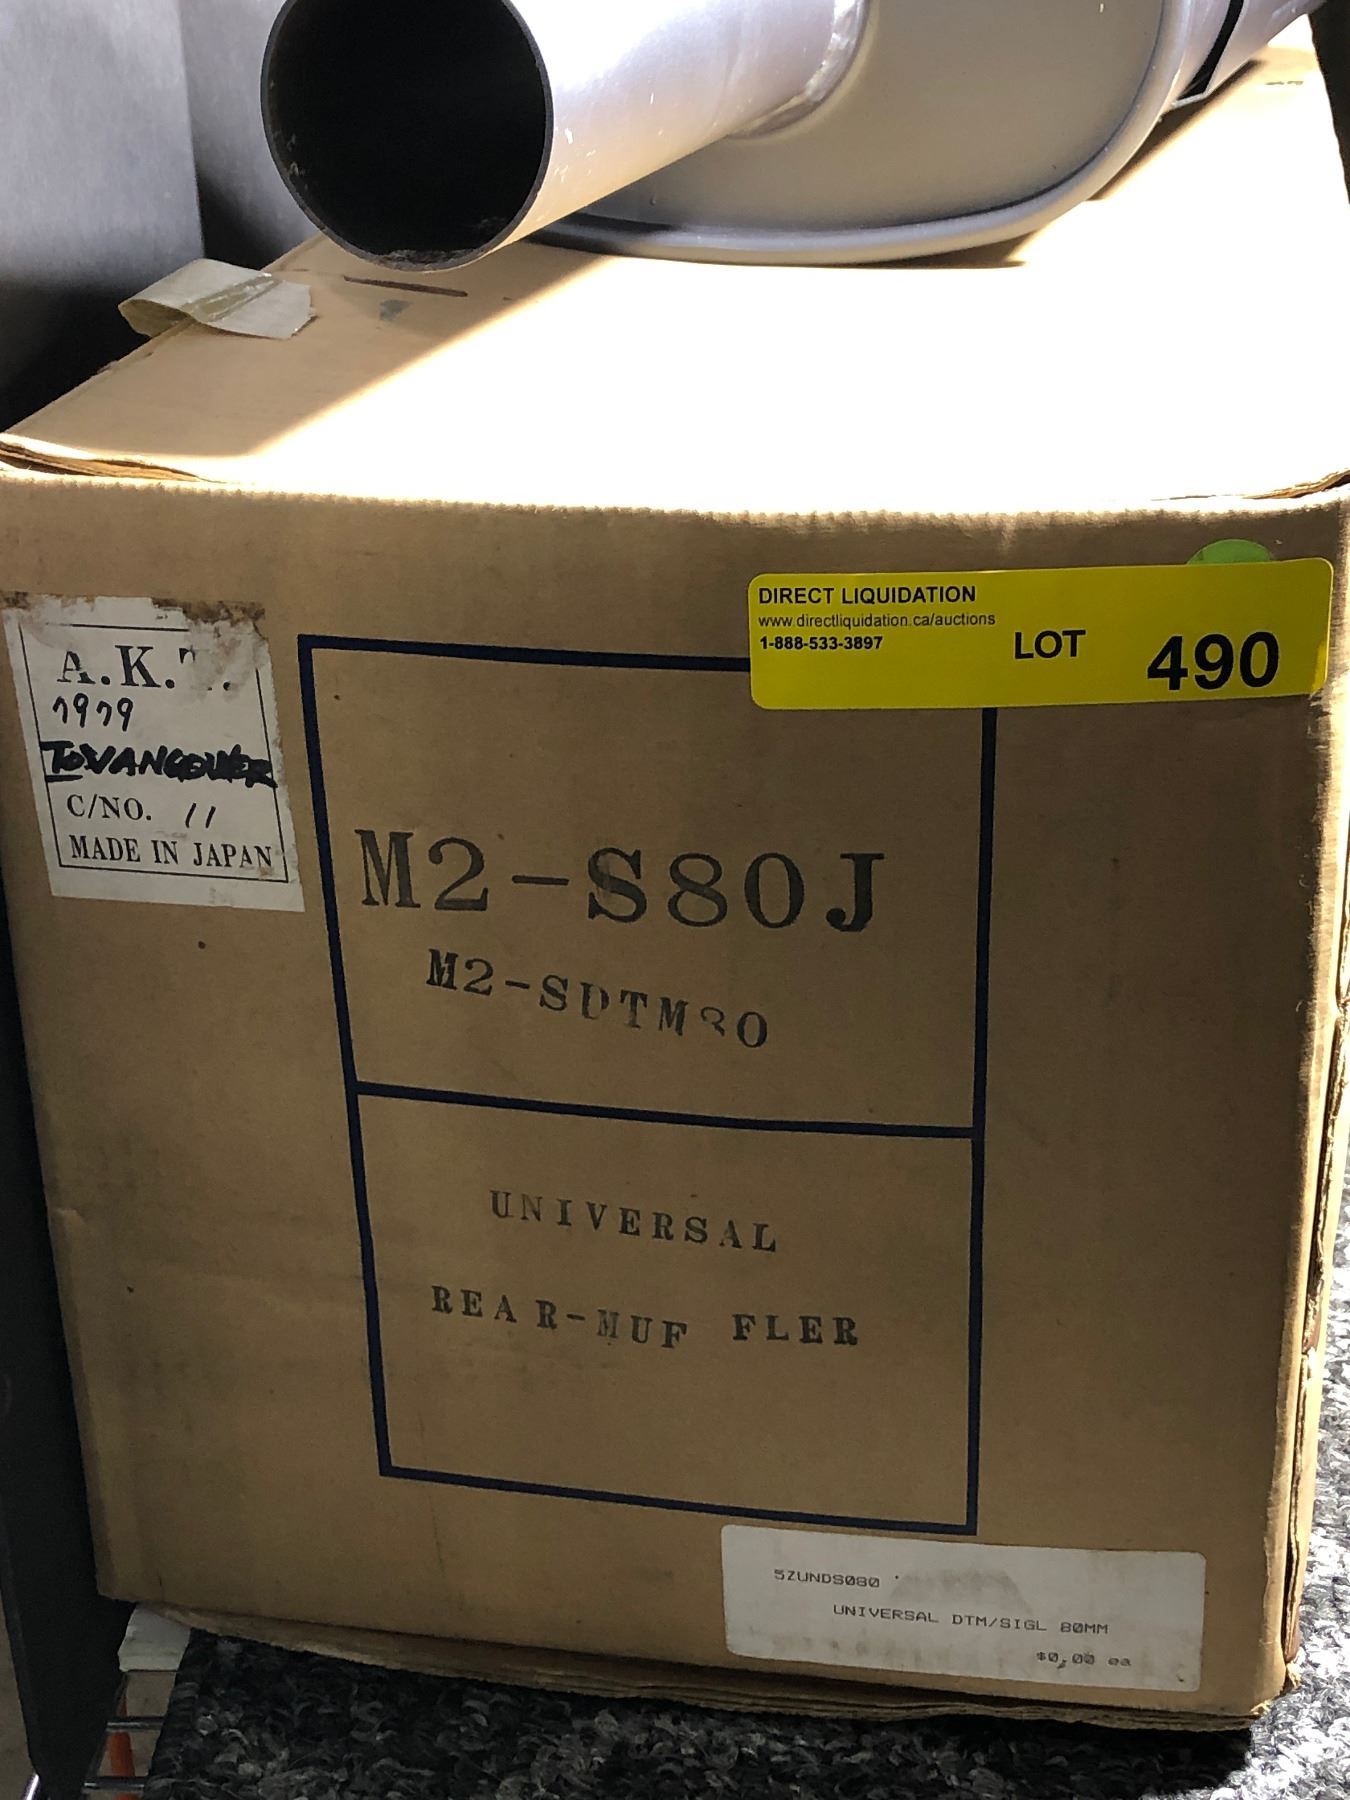 DIRECT LIQUIDATION
www.directliquidation.ca/auctions
1-888-533-3897
LOT 490
A.K.T.
7979
To VANCOUVER
C/NO. 11
MADE IN JAPAN
M2-S80J
M2-SDTM80
UNIVERSAL
REAR-MUF FLER
5ZUNDS080
UNIVERSAL DTM/SIGL 80MM
$0.00 ea